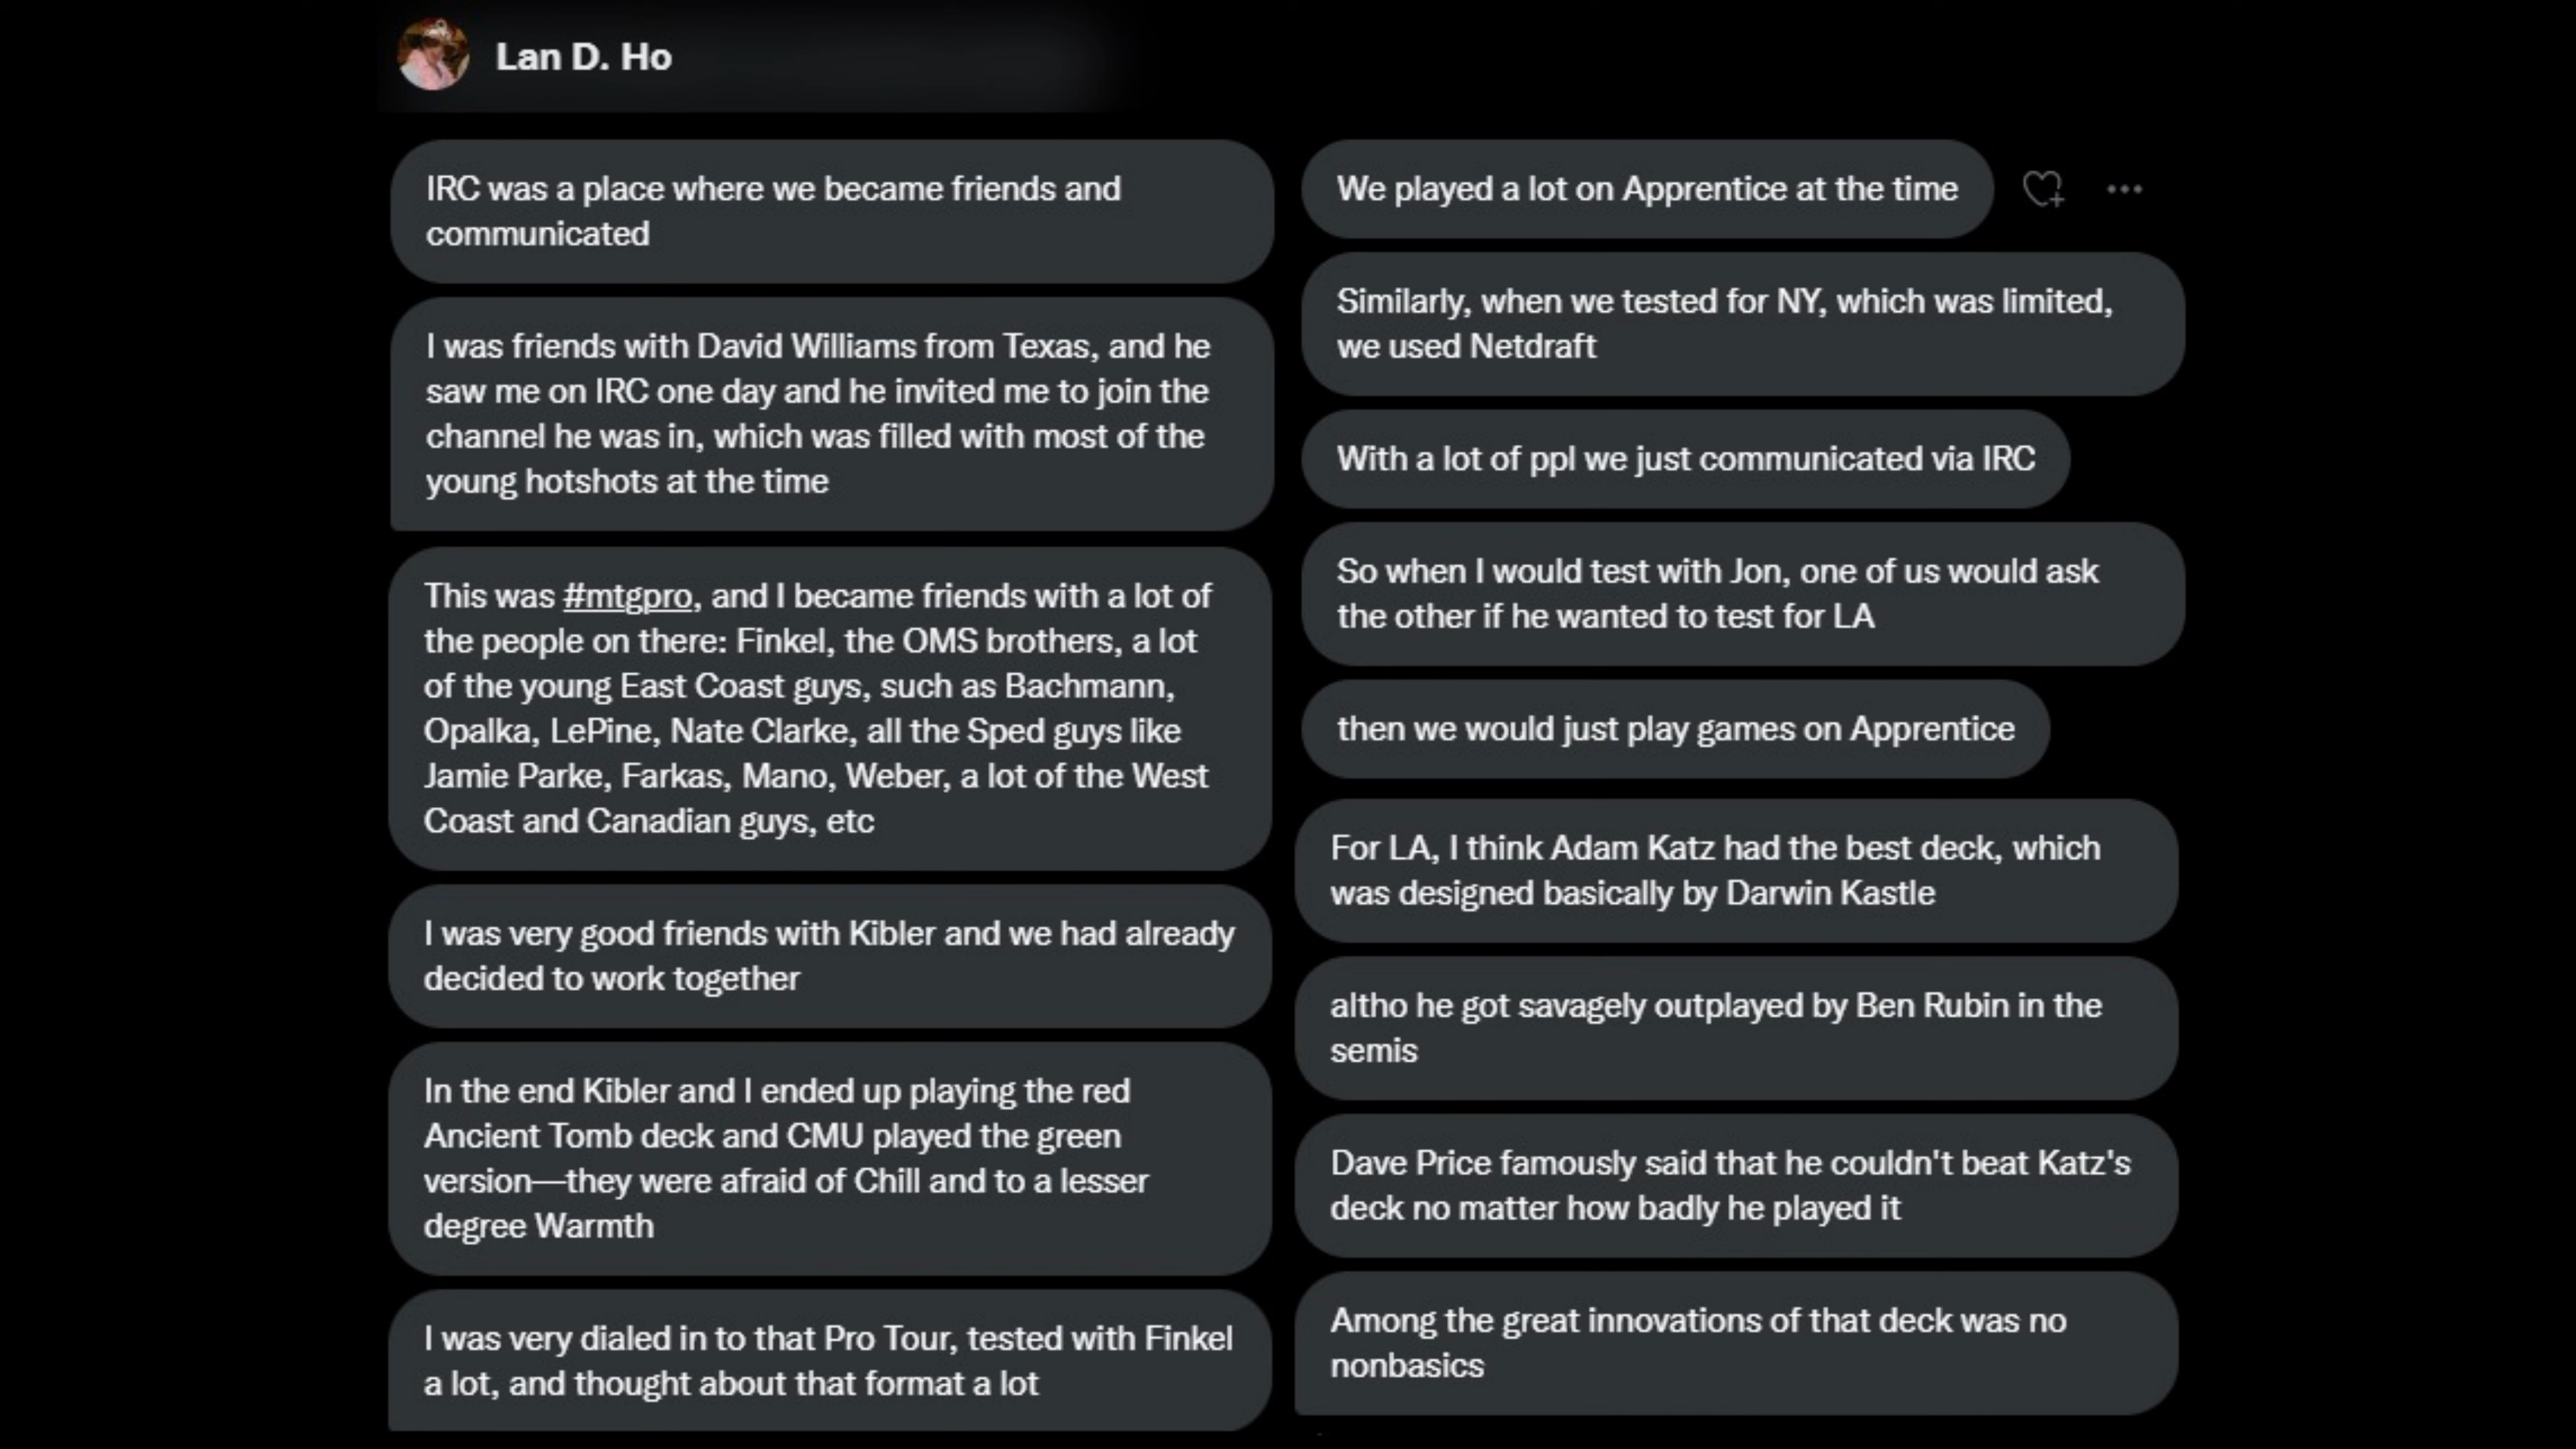 Lan D. Ho
IRC was a place where we became friends and
communicated
I was friends with David Williams from Texas, and he
saw me on IRC one day and he invited me to join the
channel he was in, which was filled with most of the
young hotshots at the time
This was #mtgpro, and I became friends with a lot of
the people on there: Finkel, the OMS brothers, a lot
of the young East Coast guys, such as Bachmann,
Opalka, LePine, Nate Clarke, all the Sped guys like
Jamie Parke, Farkas, Mano, Weber, a lot of the West
Coast and Canadian guys, etc
I was very good friends with Kibler and we had already
decided to work together
In the end Kibler and I ended up playing the red
Ancient Tomb deck and CMU played the green
version—they were afraid of Chill and to a lesser
degree Warmth
I was very dialed in to that Pro Tour, tested with Finkel
a lot, and thought about that format a lot
We played a lot on Apprentice at the time
Similarly, when we tested for NY, which was limited,
we used Netdraft
With a lot of ppl we just communicated via IRC
So when I would test with Jon, one of us would ask
the other if he wanted to test for LA
then we would just play games on Apprentice
For LA, I think Adam Katz had the best deck, which
was designed basically by Darwin Kastle
altho he got savagely outplayed by Ben Rubin in the
semis
Dave Price famously said that he couldn't beat Katz's
deck no matter how badly he played it
Among the great innovations of that deck was no
nonbasics